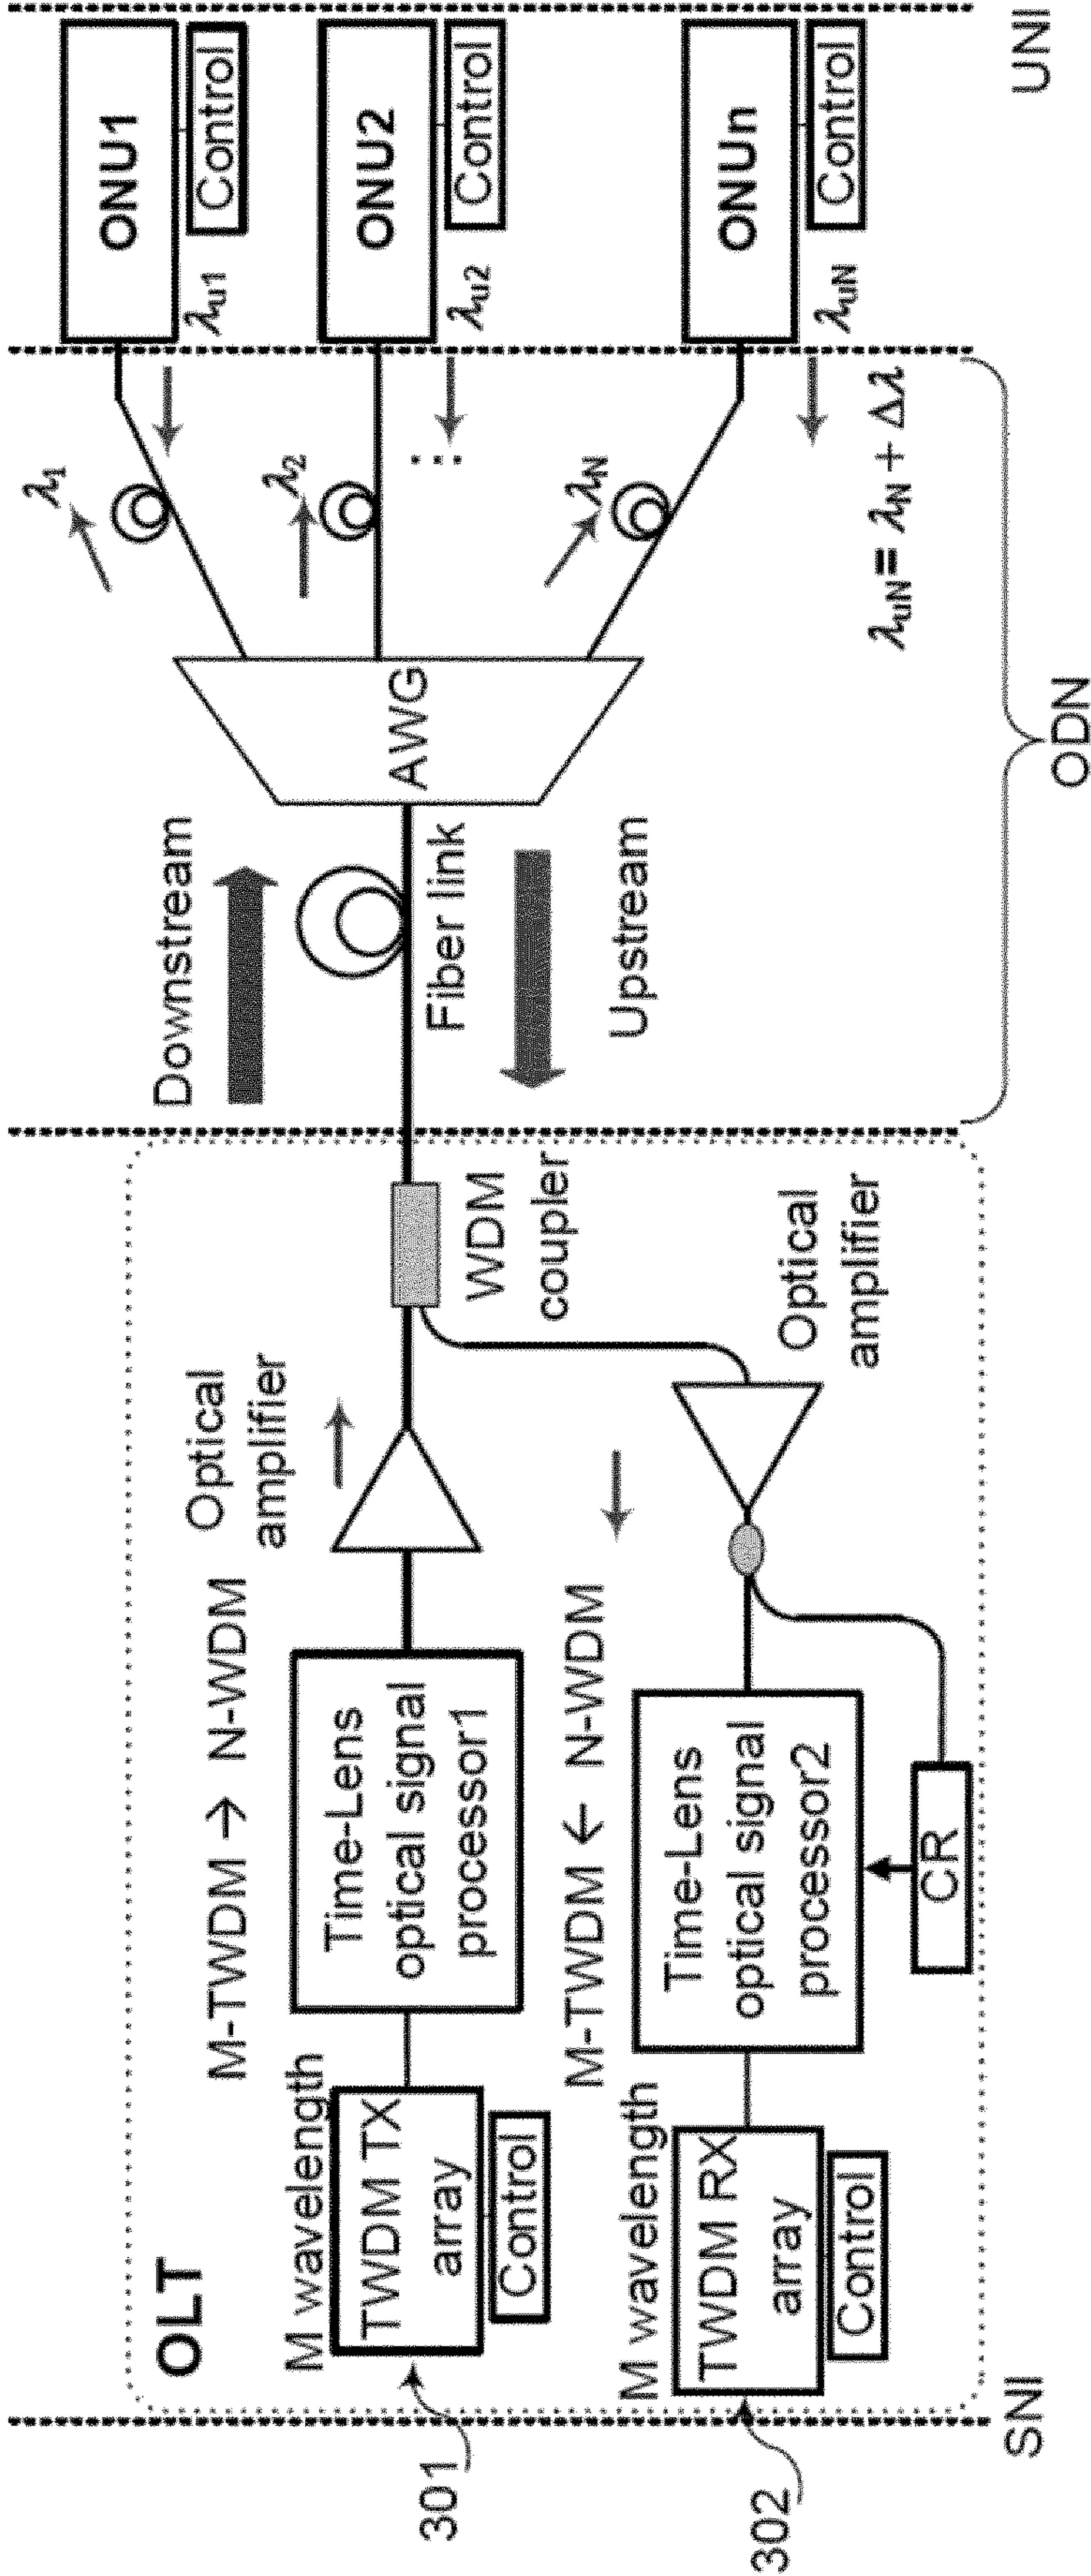 OLT
M wavelength
TWDM TX
array
Control
301
M-TWDM → N-WDM
Time-Lens
optical signal
processor1
Optical
amplifier
WDM
coupler
M wavelength
TWDM RX
array
Control
302
M-TWDM ← N-WDM
Time-Lens
optical signal
processor2
CR
Optical
amplifier
SNI
Downstream
Fiber link
Upstream
AWG
λ1
λ2
λN
λuN = λN + Δλ
ODN
ONU1
Control
λu1
ONU2
Control
λu2
ONUn
Control
λuN
UNI